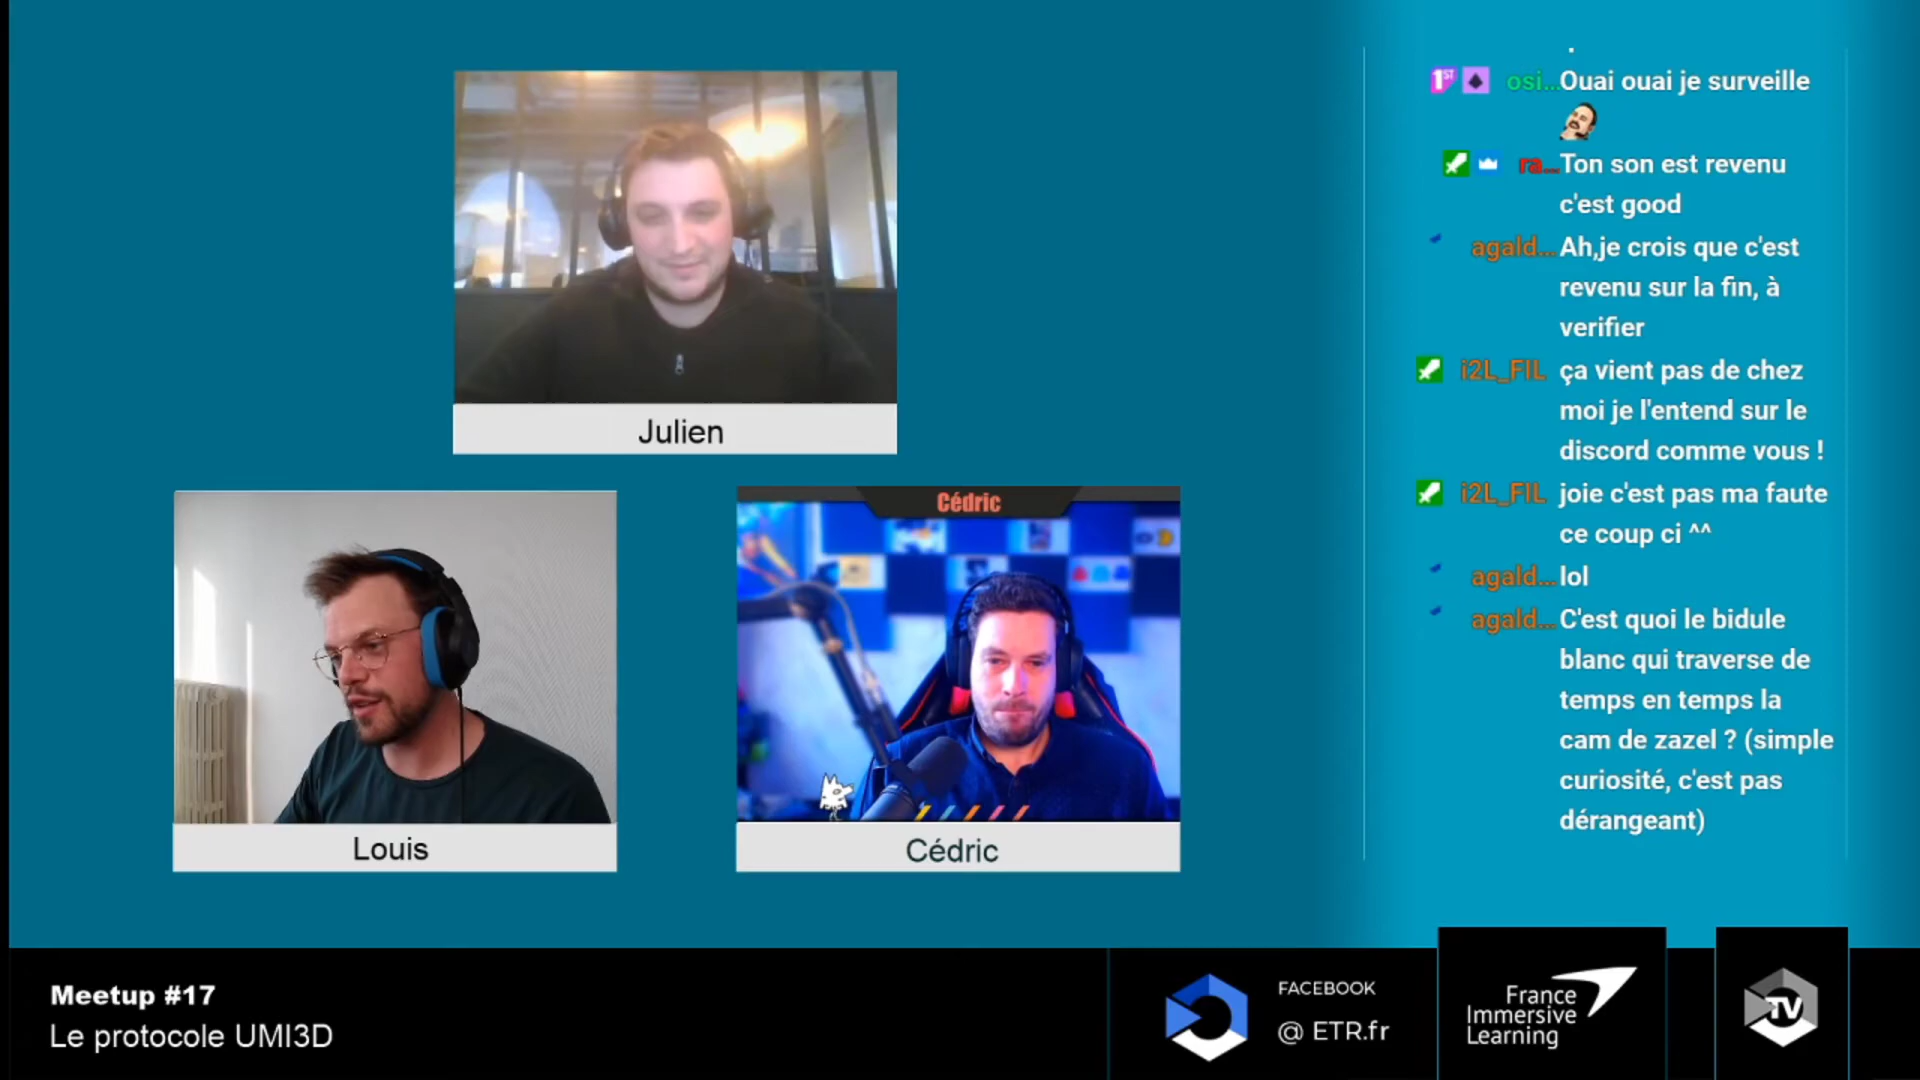 Julien
Louis
Cédric
Cédric
1ST osi... Ouai ouai je surveille
ra... Ton son est revenu
c'est good
agald... Ah,je crois que c'est
revenu sur la fin, à
verifier
i2L_FIL ça vient pas de chez
moi je l'entend sur le
discord comme vous !
i2L_FIL joie c'est pas ma faute
ce coup ci ^^
agald... lol
agald... C'est quoi le bidule
blanc qui traverse de
temps en temps la
cam de zazel ? (simple
curiosité, c'est pas
dérangeant)
Meetup #17
Le protocole UMI3D
FACEBOOK
@ ETR.fr
France
Immersive
Learning
TV